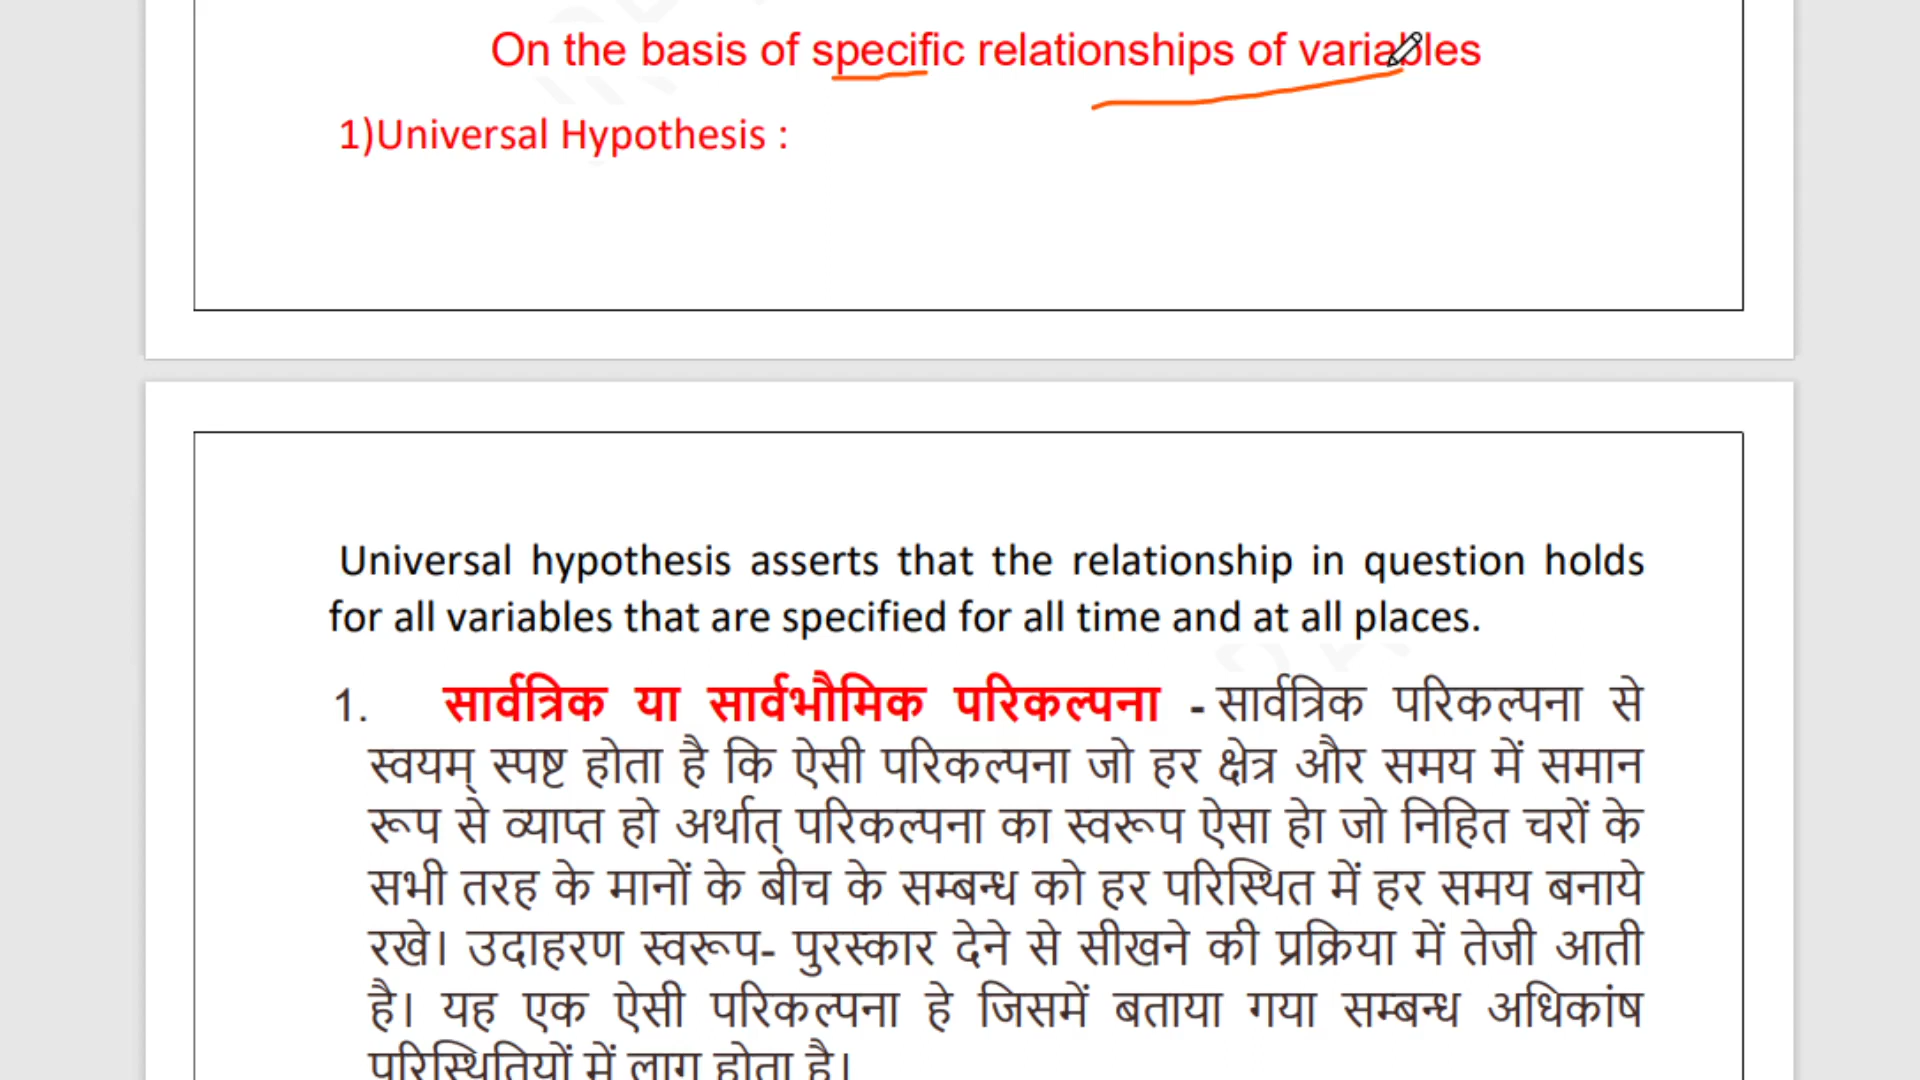 On the basis of specific relationships of variables
1)Universal Hypothesis :
Universal hypothesis asserts that the relationship in question holds
for all variables that are specified for all time and at all places.
1. सार्वत्रिक या सार्वभौमिक परिकल्पना - सार्वत्रिक परिकल्पना से
स्वयम् स्पष्ट होता है कि ऐसी परिकल्पना जो हर क्षेत्र और समय में समान
रूप से व्याप्त हो अर्थात् परिकल्पना का स्वरूप ऐसा हेा जो निहित चरों के
सभी तरह के मानों के बीच के सम्बन्ध को हर परिस्थित में हर समय बनाये
रखे। उदाहरण स्वरूप- पुरस्कार देने से सीखने की प्रक्रिया में तेजी आती
है। यह एक ऐसी परिकल्पना हे जिसमें बताया गया सम्बन्ध अधिकांष
परिस्थितियों में लागू होता है।